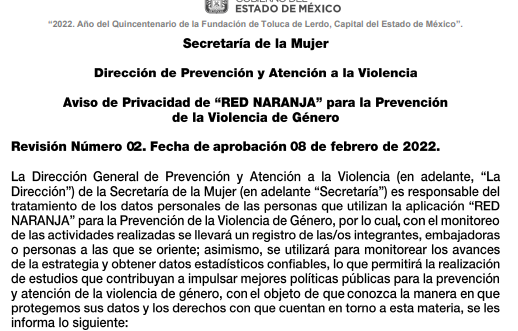 ESTADO DE MÉXICO
“2022. Año del Quincentenario de la Fundación de Toluca de Lerdo, Capital del Estado de México”.
Secretaría de la Mujer
Dirección de Prevención y Atención a la Violencia
Aviso de Privacidad de “RED NARANJA” para la Prevención
de la Violencia de Género
Revisión Número 02. Fecha de aprobación 08 de febrero de 2022.
La Dirección General de Prevención y Atención a la Violencia (en adelante, “La
Dirección”) de la Secretaría de la Mujer (en adelante “Secretaría”) es responsable del
tratamiento de los datos personales de las personas que utilizan la aplicación “RED
NARANJA” para la Prevención de la Violencia de Género, por lo cual, con el monitoreo
de las actividades realizadas se llevará un registro de las/os integrantes, embajadoras
o personas a las que se oriente; asimismo, se utilizará para monitorear los avances
de la estrategia y obtener datos estadísticos confiables, lo que permitirá la realización
de estudios que contribuyan a impulsar mejores políticas públicas para la prevención
y atención de la violencia de género, con el objeto de que conozca la manera en que
protegemos sus datos y los derechos con que cuentan en torno a esta materia, se les
informa lo siguiente: